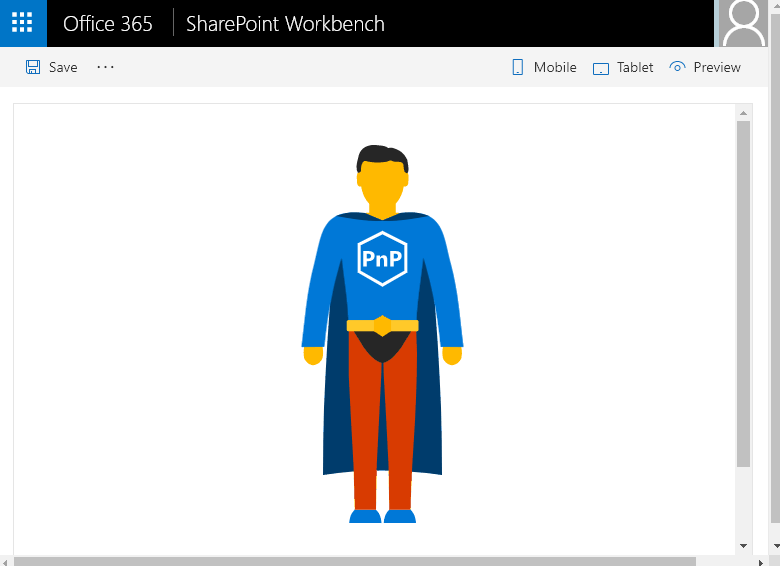 Office 365 SharePoint Workbench
Save ··· Mobile Tablet Preview
PnP